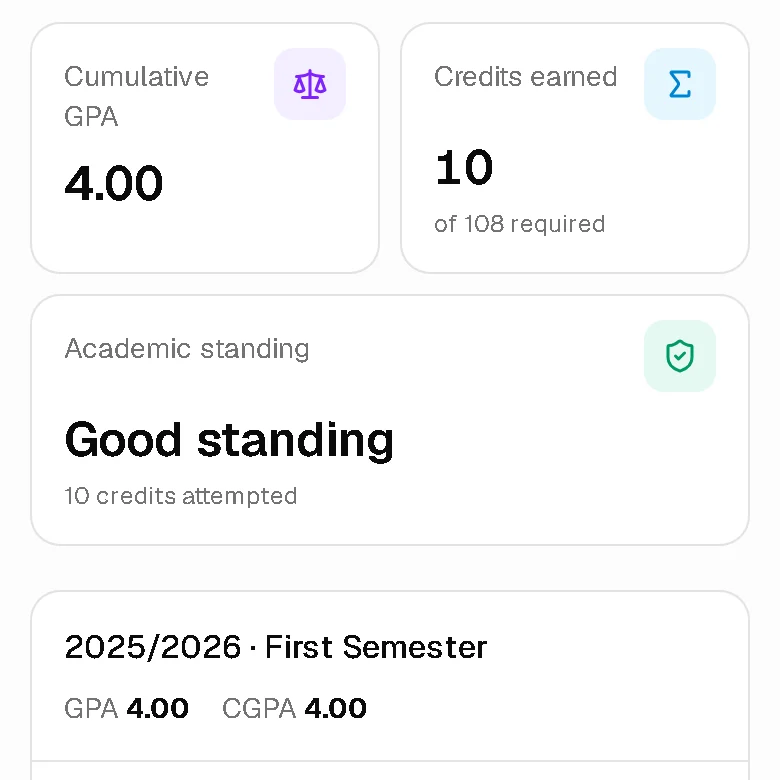 Cumulative
GPA
4.00
Credits earned
10
of 108 required
Academic standing
Good standing
10 credits attempted
2025/2026 · First Semester
GPA 4.00 CGPA 4.00